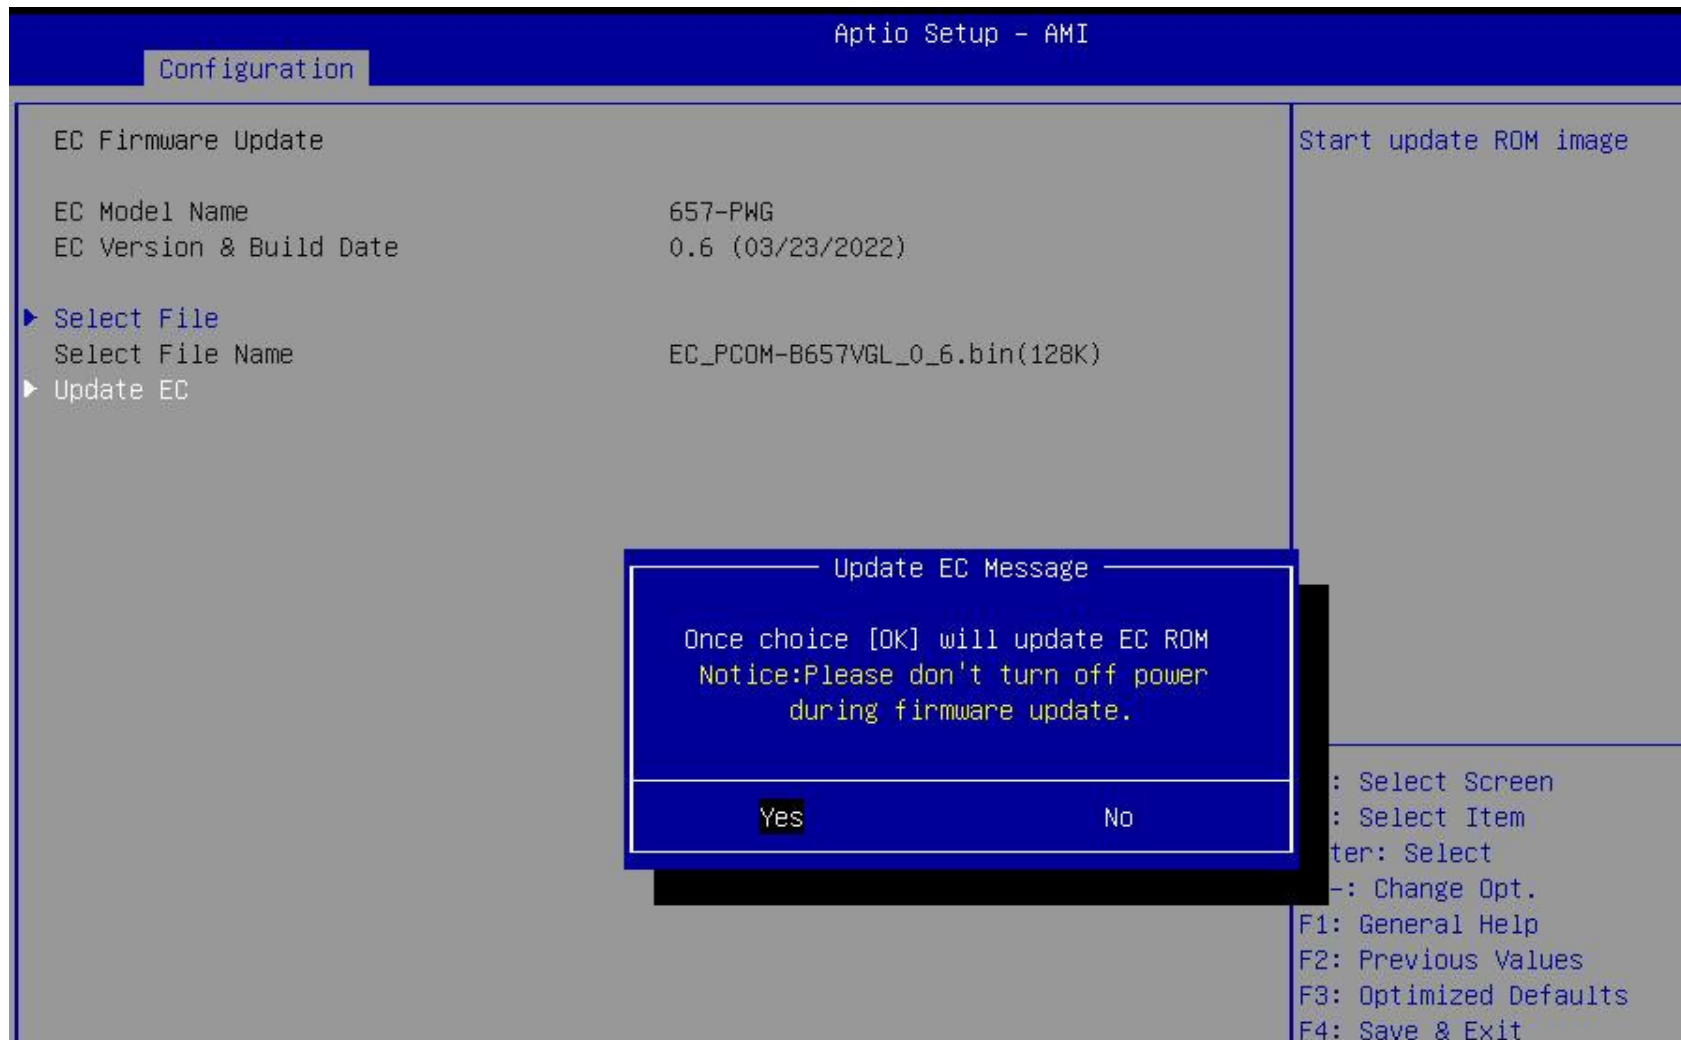 Aptio Setup – AMI
Configuration
EC Firmware Update
EC Model Name 657-PWG
EC Version & Build Date 0.6 (03/23/2022)
Select File
Select File Name EC_PCOM-B657VGL_0_6.bin(128K)
Update EC
Start update ROM image
Update EC Message
Once choice [OK] will update EC ROM
Notice:Please don't turn off power
during firmware update.
Yes No
: Select Screen
: Select Item
ter: Select
-: Change Opt.
F1: General Help
F2: Previous Values
F3: Optimized Defaults
F4: Save & Exit